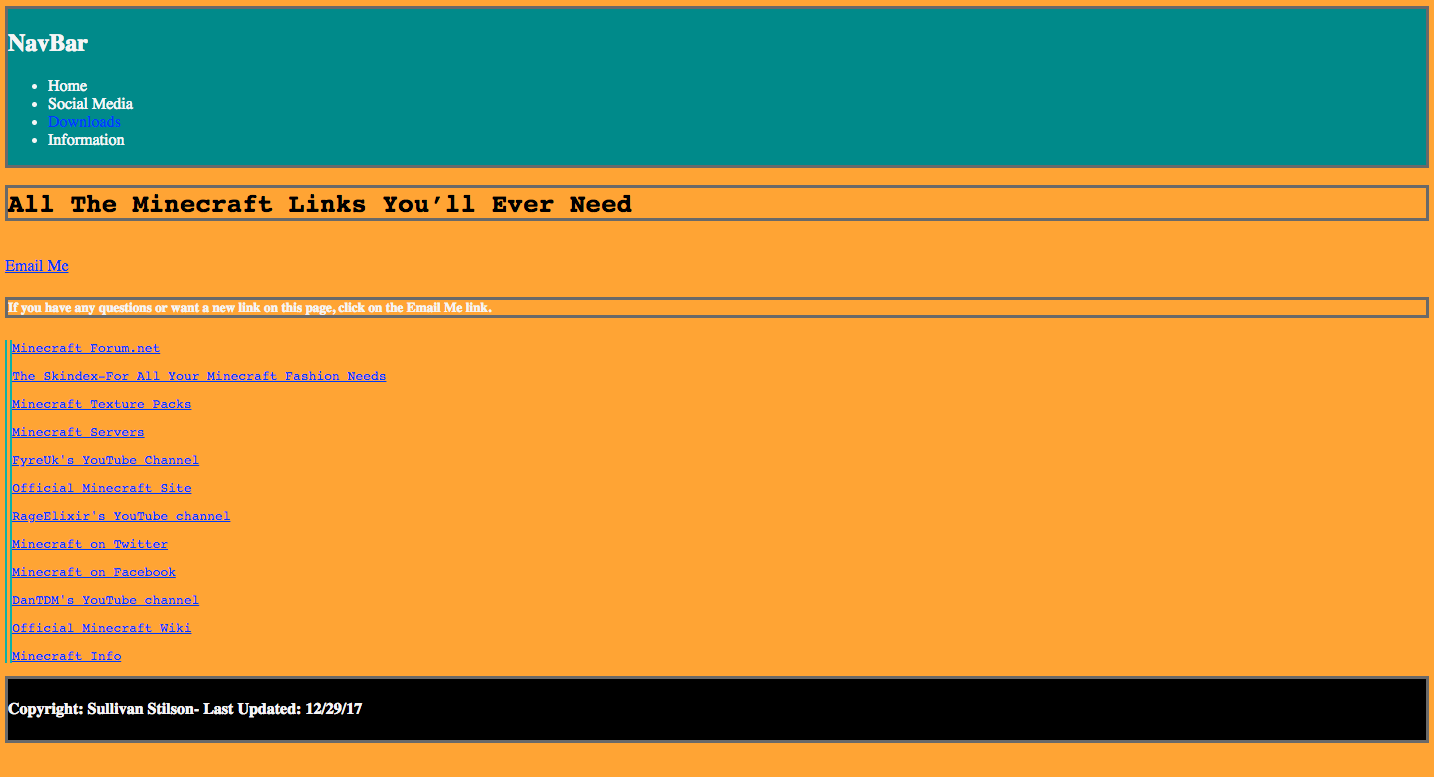 NavBar
Home
Social Media
Downloads
Information
All The Minecraft Links You’ll Ever Need
Email Me
If you have any questions or want a new link on this page, click on the Email Me link.
Minecraft Forum.net
The Skindex-For All Your Minecraft Fashion Needs
Minecraft Texture Packs
Minecraft Servers
FyreUk's YouTube Channel
Official Minecraft Site
RageElixir's YouTube channel
Minecraft on Twitter
Minecraft on Facebook
DanTDM's YouTube channel
Official Minecraft Wiki
Minecraft Info
Copyright: Sullivan Stilson- Last Updated: 12/29/17